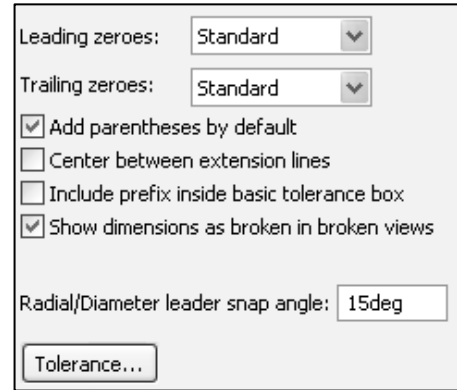 Leading zeroes: Standard
Trailing zeroes: Standard
Add parentheses by default
Center between extension lines
Include prefix inside basic tolerance box
Show dimensions as broken in broken views
Radial/Diameter leader snap angle: 15deg
Tolerance...